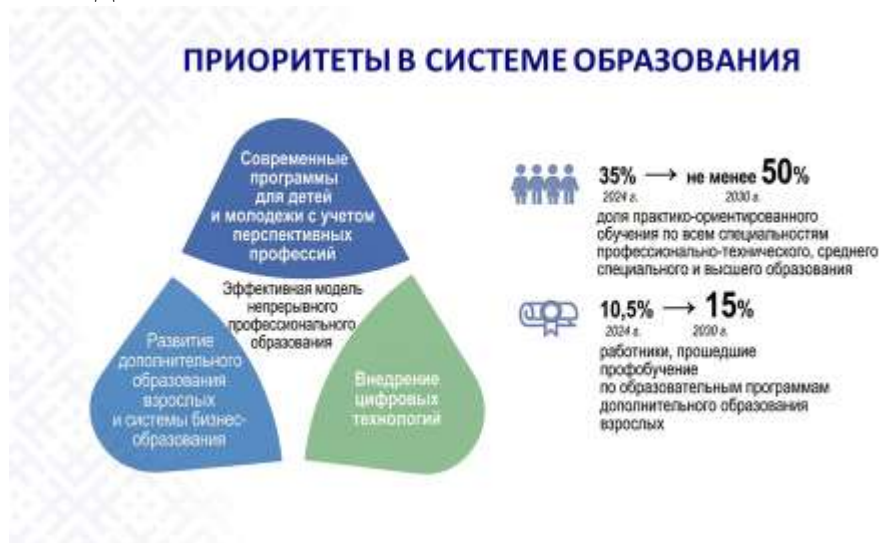 ПРИОРИТЕТЫ В СИСТЕМЕ ОБРАЗОВАНИЯ
Современные
программы
для детей
и молодежи с учетом
перспективных
профессий
Эффективная модель
непрерывного
профессионального
образования
Развитие
дополнительного
образования
взрослых
и системы бизнес-
образования
Внедрение
цифровых
технологий
35% → не менее 50%
2024 г. 2030 г.
доля практико-ориентированного
обучения по всем специальностям
профессионально-технического, среднего
специального и высшего образования
10,5% → 15%
2024 г. 2030 г.
работники, прошедшие
профобучение
по образовательным программам
дополнительного образования
взрослых